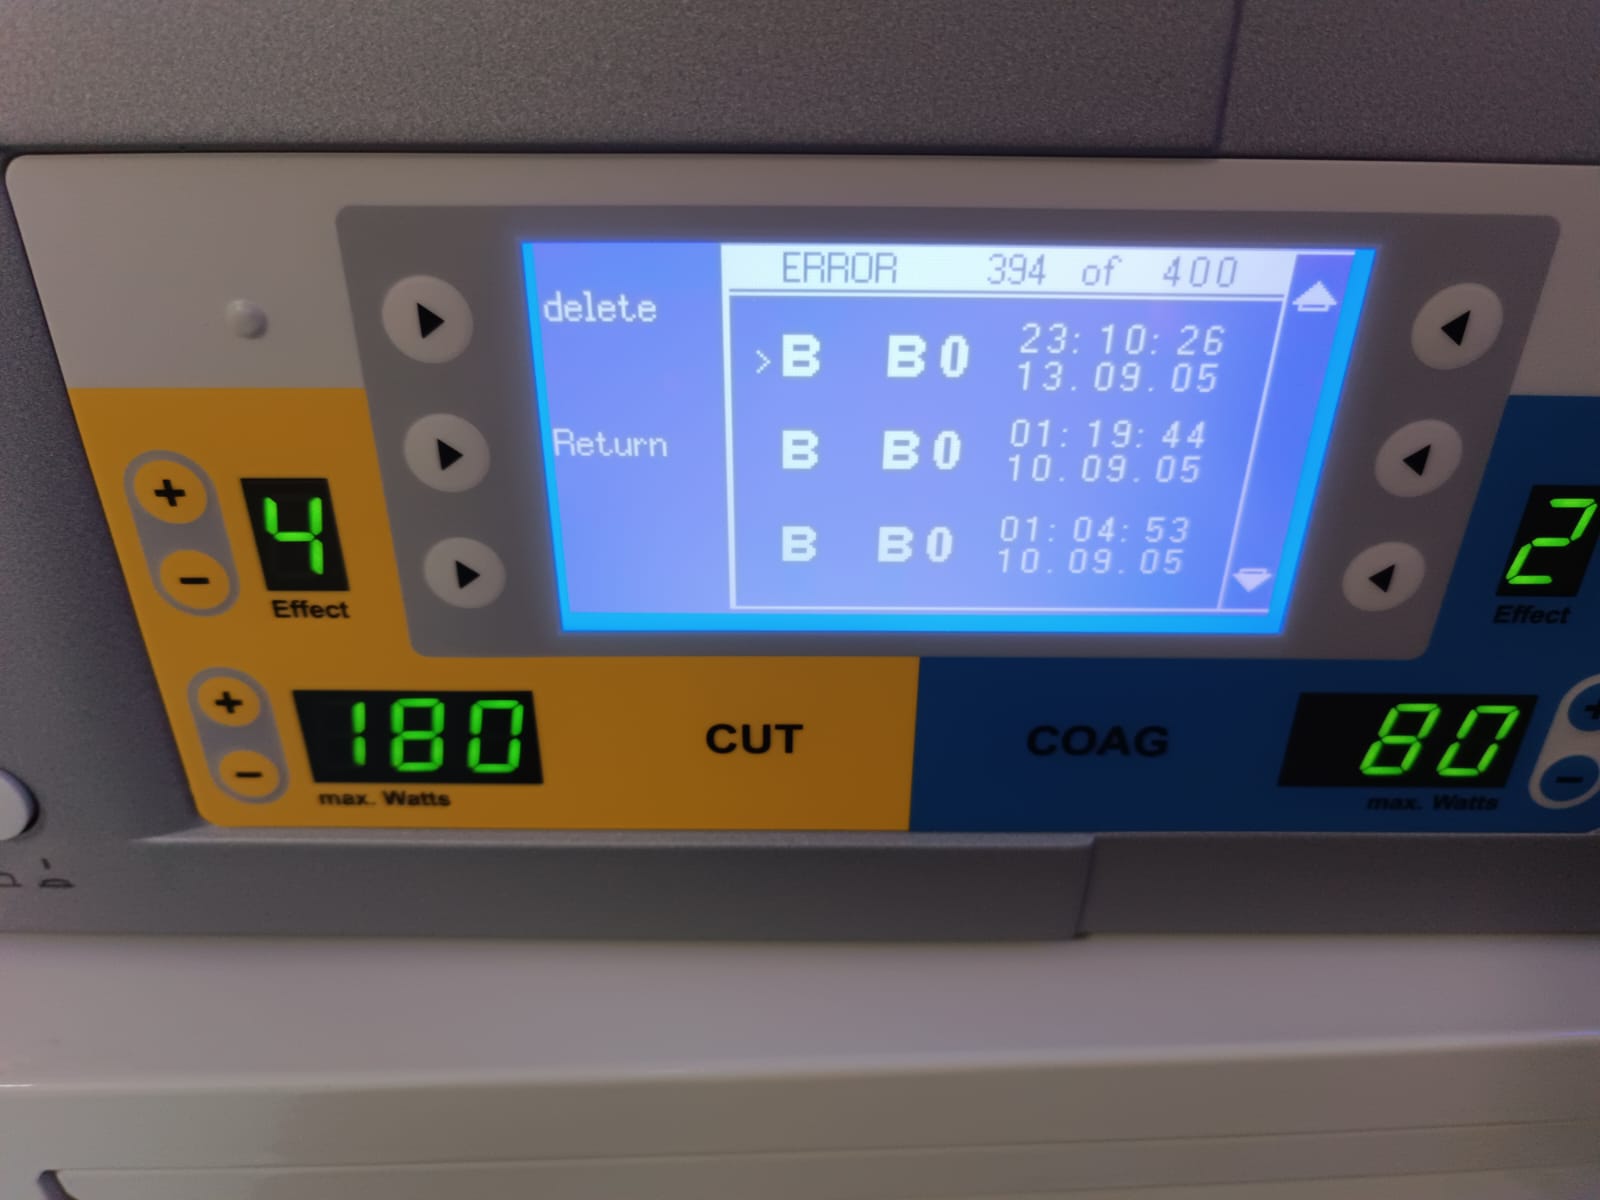 ERROR 394 of 400
delete
> B B0 23:10:26
13.09.05
Return
B B0 01:19:44
10.09.05
B B0 01:04:53
10.09.05
+
4
-
Effect
2
Effect
+
180
-
max. Watts
CUT
COAG
80
+
-
max. Watts